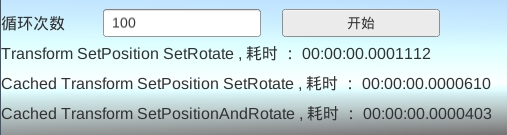 循环次数 100 开始
Transform SetPosition SetRotate , 耗时 ： 00:00:00.0001112
Cached Transform SetPosition SetRotate , 耗时 ： 00:00:00.0000610
Cached Transform SetPositionAndRotate , 耗时 ： 00:00:00.0000403